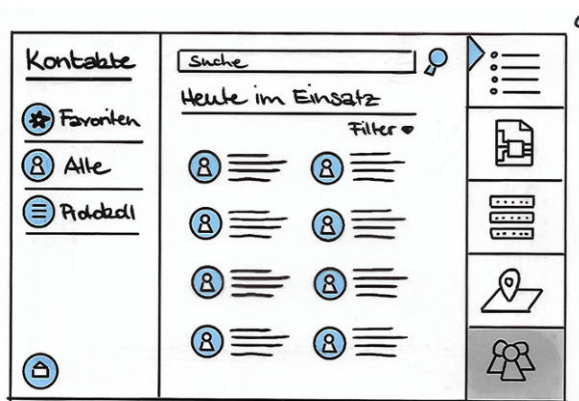 Kontakte
Favoriten
Alle
Protokoll
Suche
Heute im Einsatz
Filter